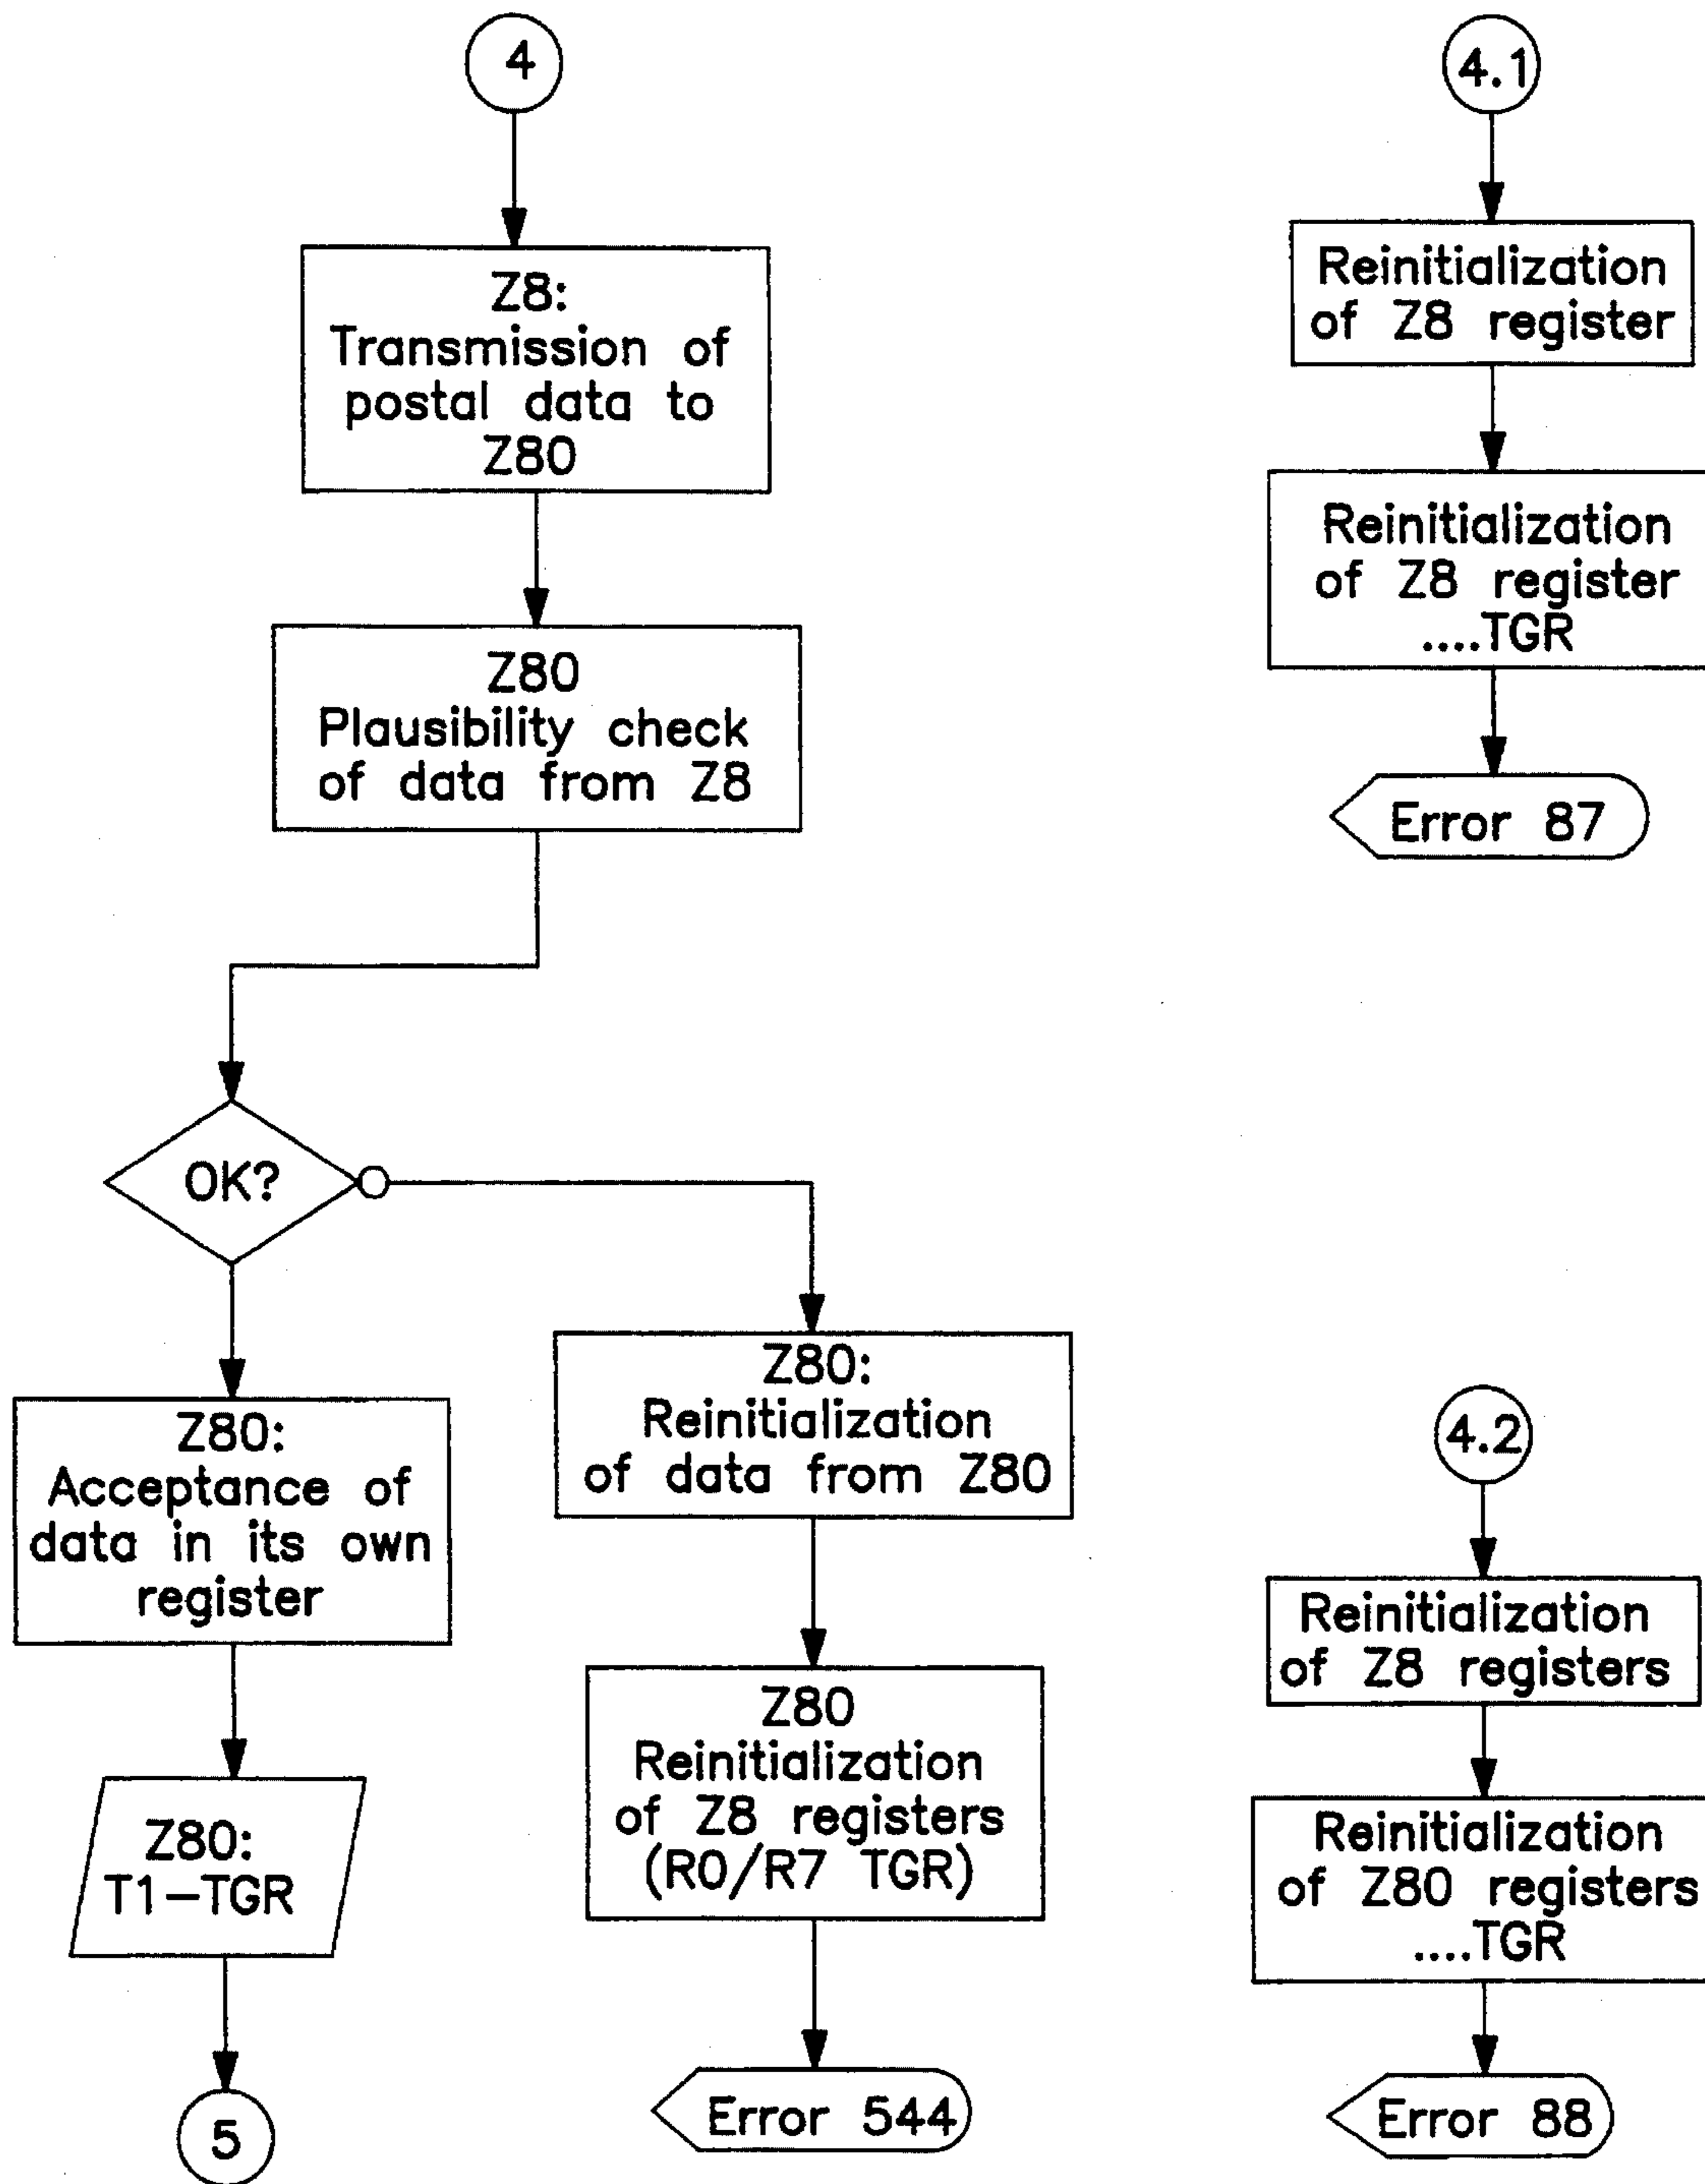 4
Z8:
Transmission of
postal data to
Z80
Z80
Plausibility check
of data from Z8
OK?
Z80:
Acceptance of
data in its own
register
Z80:
T1-TGR
5
Z80:
Reinitialization
of data from Z80
Z80
Reinitialization
of Z8 registers
(R0/R7 TGR)
Error 544
4.1
Reinitialization
of Z8 register
Reinitialization
of Z8 register
....TGR
Error 87
4.2
Reinitialization
of Z8 registers
Reinitialization
of Z80 registers
....TGR
Error 88